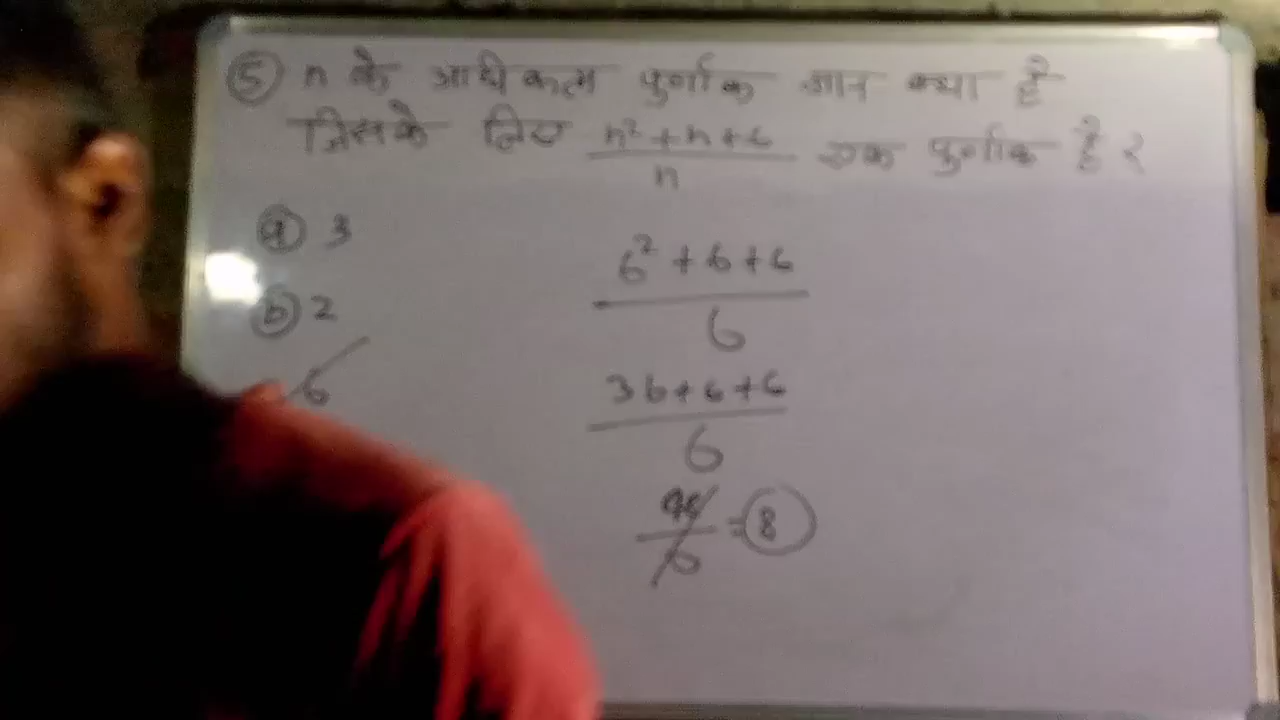 ⑤ n के अधिकतम पुर्णांक मान क्या है
जिसके लिए n²+n+6 / n एक पुर्णांक है ?
ⓐ 3
ⓑ 2
6
6²+6+6 / 6
36+6+6 / 6
48 / 6 = 8